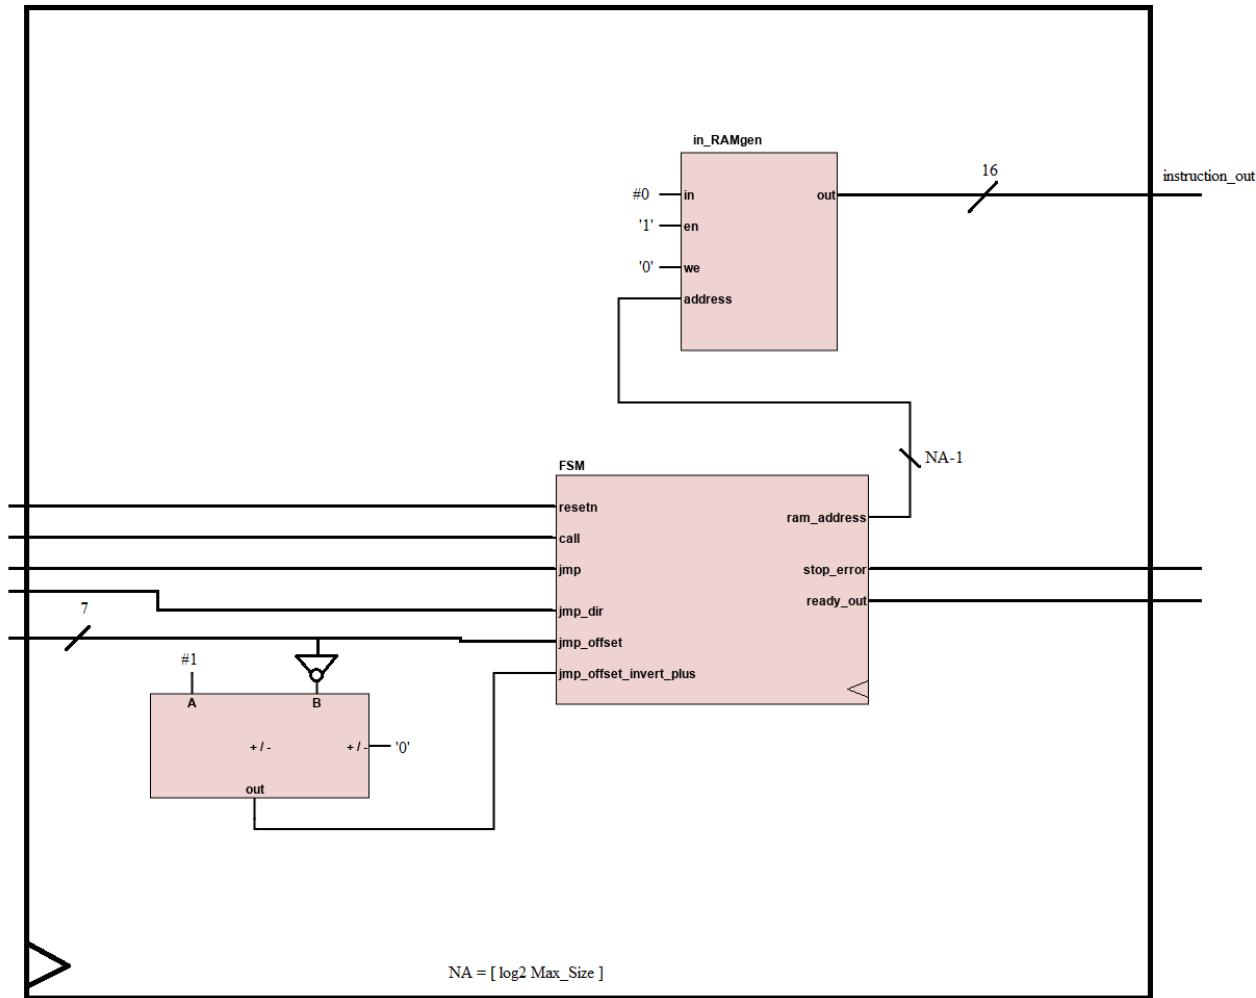 in_RAMgen
16
instruction_out
#0
in
out
'1'
en
'0'
we
address
NA-1
FSM
resetn
ram_address
call
jmp
stop_error
ready_out
jmp_dir
7
jmp_offset
#1
jmp_offset_invert_plus
A
B
+ / -
+ / -
'0'
out
NA = [ log2 Max_Size ]